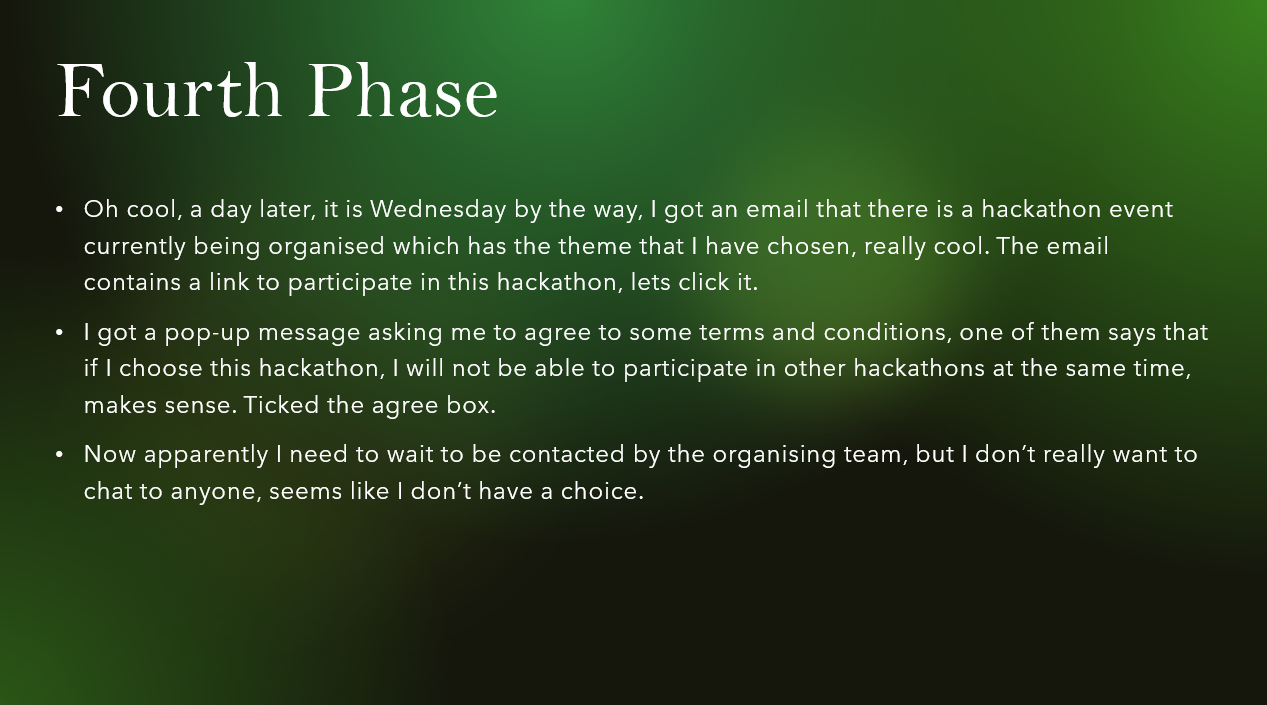 Fourth Phase
• Oh cool, a day later, it is Wednesday by the way, I got an email that there is a hackathon event
currently being organised which has the theme that I have chosen, really cool. The email
contains a link to participate in this hackathon, lets click it.
• I got a pop-up message asking me to agree to some terms and conditions, one of them says that
if I choose this hackathon, I will not be able to participate in other hackathons at the same time,
makes sense. Ticked the agree box.
• Now apparently I need to wait to be contacted by the organising team, but I don’t really want to
chat to anyone, seems like I don’t have a choice.